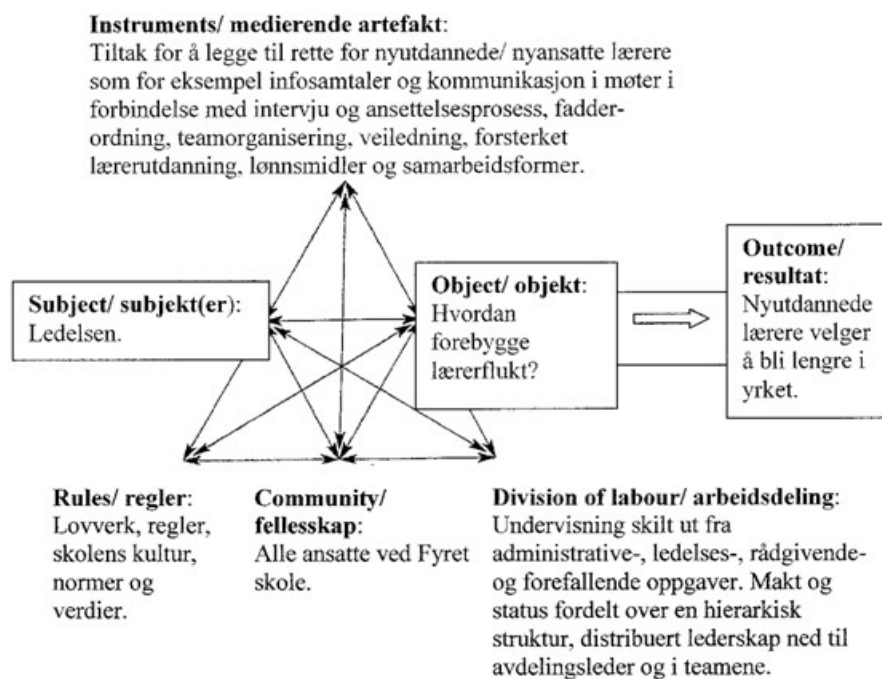 Instruments/ medierende artefakt:
Tiltak for å legge til rette for nyutdannede/ nyansatte lærere
som for eksempel infosamtaler og kommunikasjon i møter i
forbindelse med intervju og ansettelsesprosess, fadder-
ordning, teamorganisering, veiledning, forsterket
lærerutdanning, lønnsmidler og samarbeidsformer.
Subject/ subjekt(er):
Ledelsen.
Object/ objekt:
Hvordan
forebygge
lærerflukt?
Outcome/
resultat:
Nyutdannede
lærere velger
å bli lengre i
yrket.
Rules/ regler:
Lovverk, regler,
skolens kultur,
normer og
verdier.
Community/
fellesskap:
Alle ansatte ved Fyret
skole.
Division of labour/ arbeidsdeling:
Undervisning skilt ut fra
administrative-, ledelses-, rådgivende-
og forefallende oppgaver. Makt og
status fordelt over en hierarkisk
struktur, distribuert lederskap ned til
avdelingsleder og i teamene.